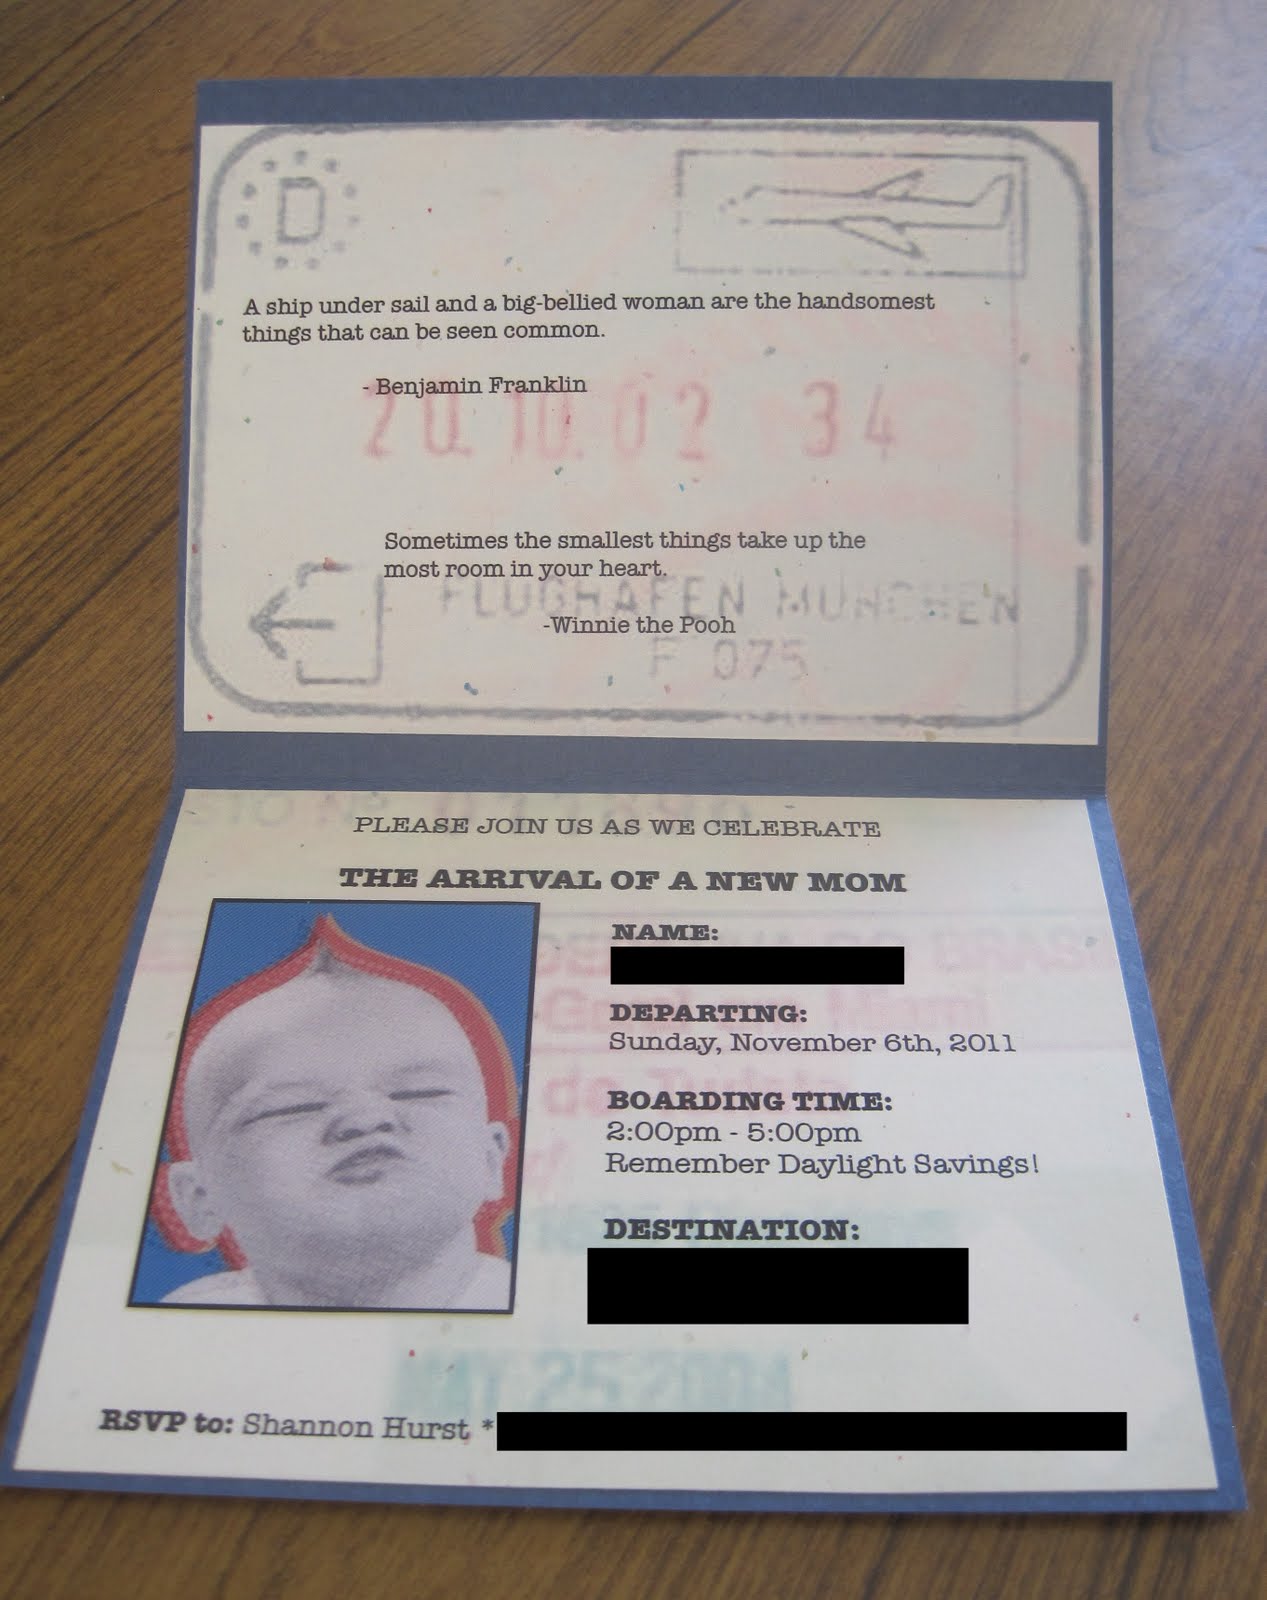 D
A ship under sail and a big-bellied woman are the handsomest
things that can be seen common.
- Benjamin Franklin
20.10.02 34
Sometimes the smallest things take up the
most room in your heart.
FLUGHAFEN MUNCHEN
-Winnie the Pooh
F 075
PLEASE JOIN US AS WE CELEBRATE
THE ARRIVAL OF A NEW MOM
NAME:
DEPARTING:
Sunday, November 6th, 2011
BOARDING TIME:
2:00pm - 5:00pm
Remember Daylight Savings!
DESTINATION:
RSVP to: Shannon Hurst *